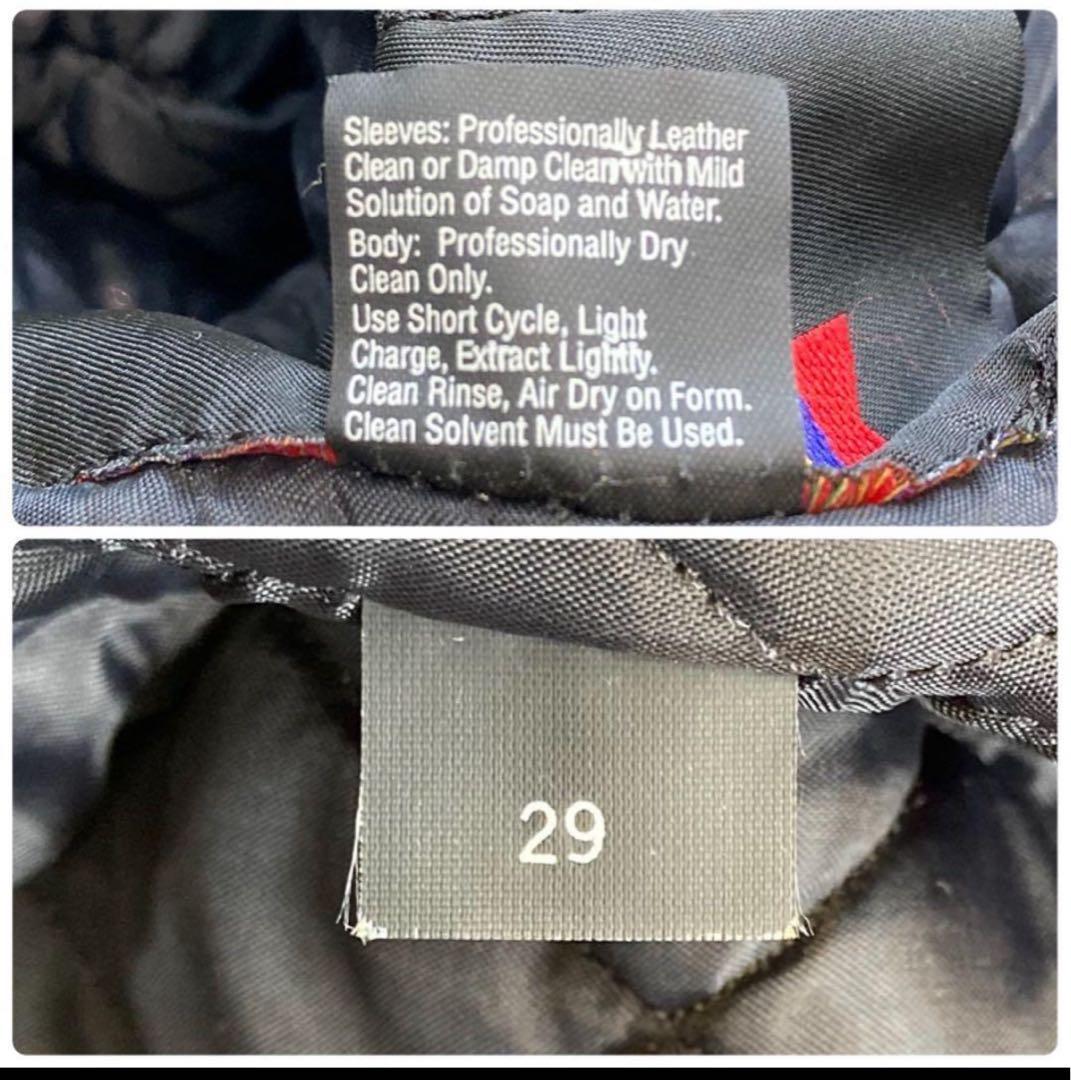 Sleeves: Professionally Leather
Clean or Damp Clean with Mild
Solution of Soap and Water.
Body: Professionally Dry
Clean Only.
Use Short Cycle, Light
Charge, Extract Lightly.
Clean Rinse, Air Dry on Form.
Clean Solvent Must Be Used.
29